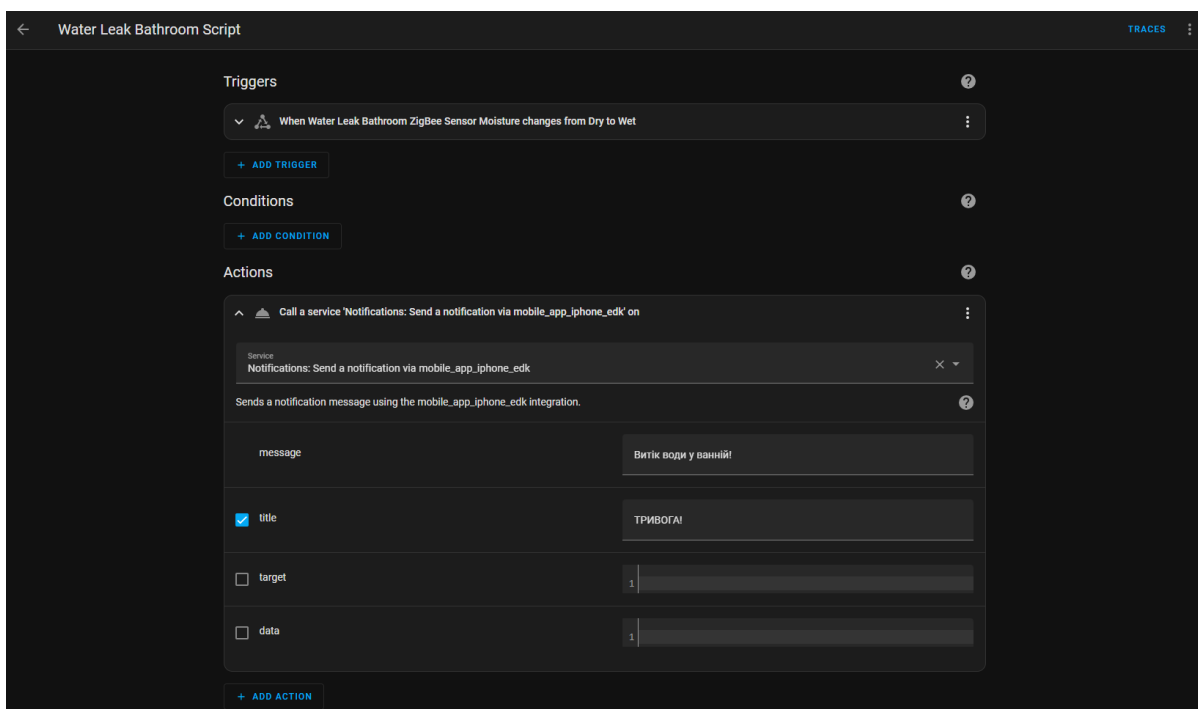 Water Leak Bathroom Script
TRACES
Triggers
When Water Leak Bathroom ZigBee Sensor Moisture changes from Dry to Wet
+ ADD TRIGGER
Conditions
+ ADD CONDITION
Actions
Call a service 'Notifications: Send a notification via mobile_app_iphone_edk' on
Service
Notifications: Send a notification via mobile_app_iphone_edk
Sends a notification message using the mobile_app_iphone_edk integration.
message
Витік води у ванній!
title
ТРИВОГА!
target
1
data
1
+ ADD ACTION